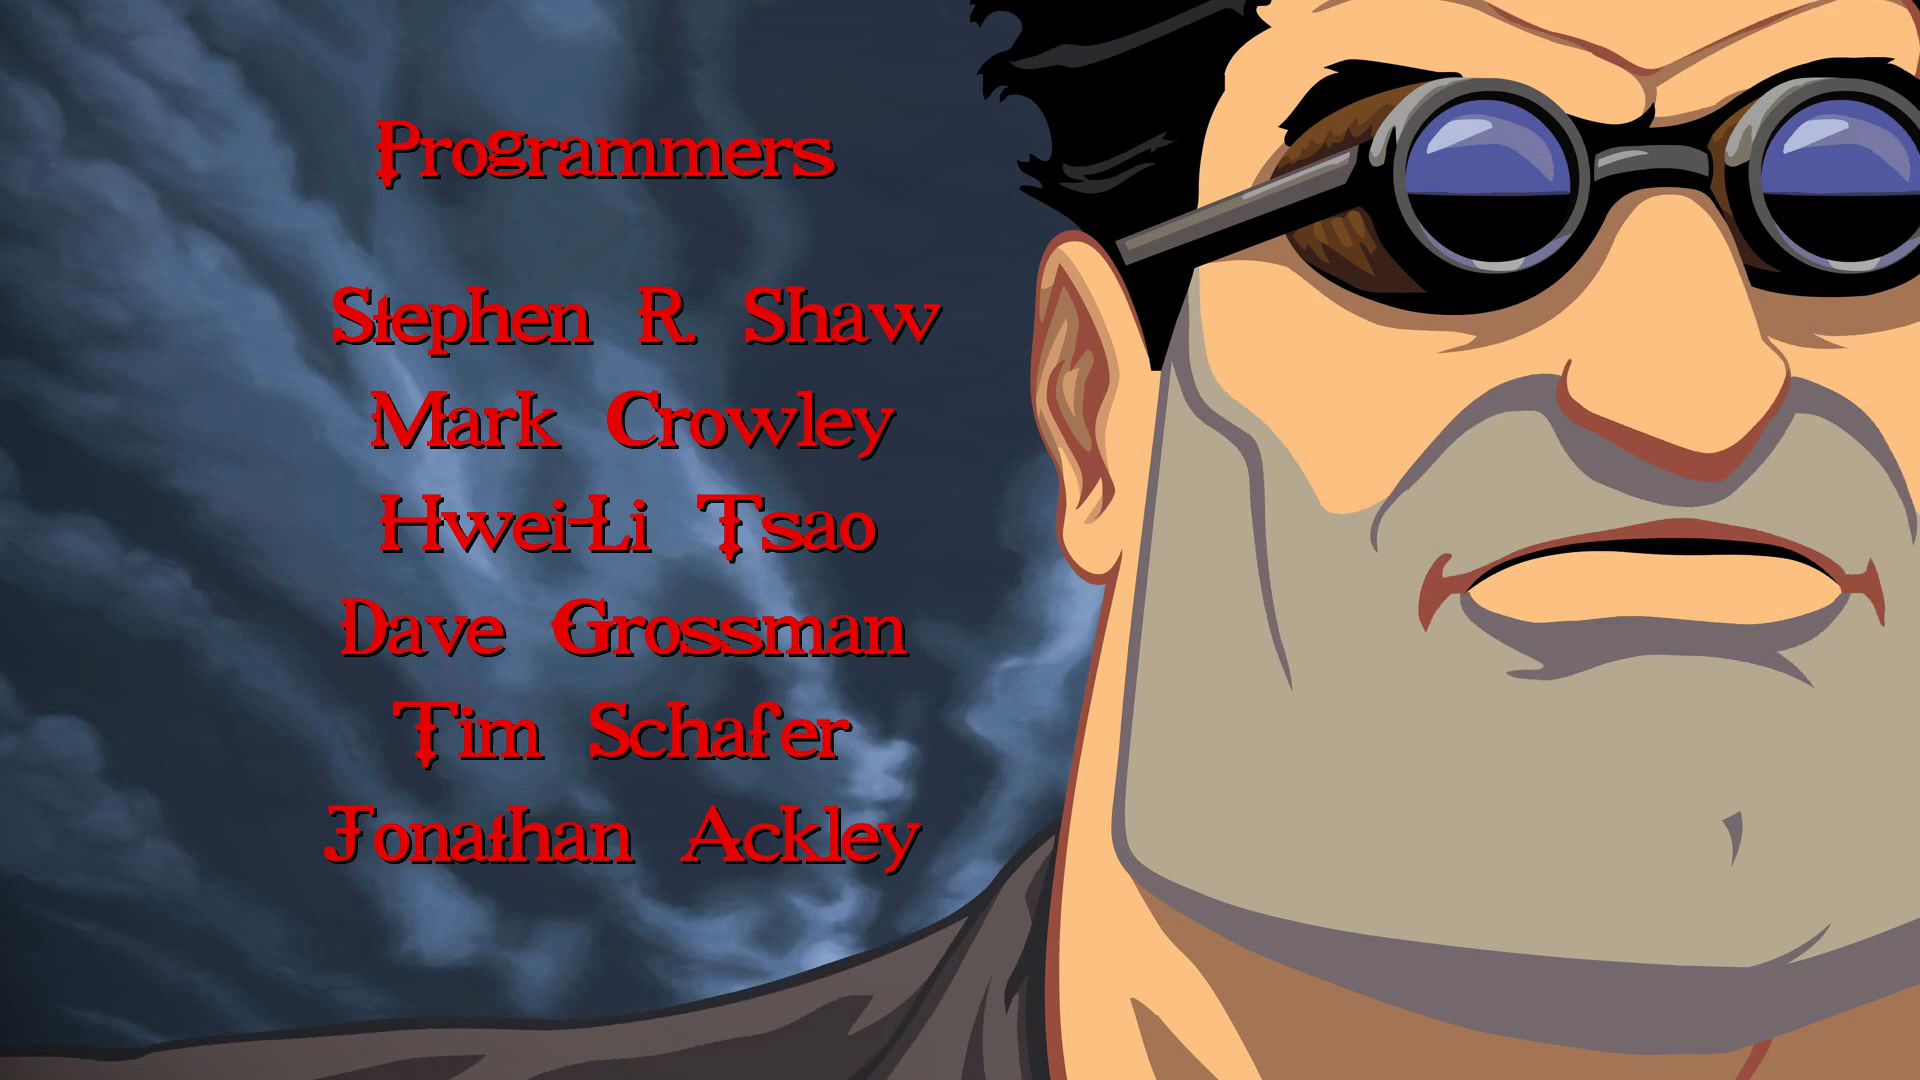 Programmers
Stephen R. Shaw
Mark Crowley
Hwei-Li Tsao
Dave Grossman
Tim Schafer
Jonathan Ackley